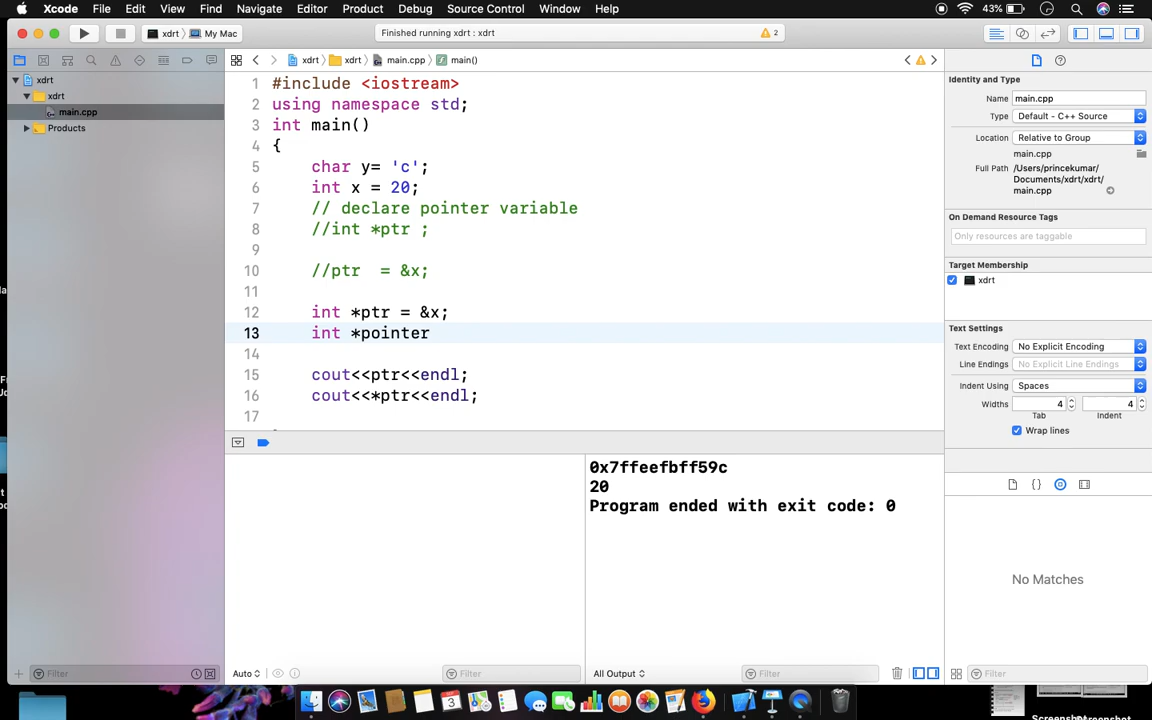 Xcode File Edit View Find Navigate Editor Product Debug Source Control Window Help 43%
xdrt My Mac Finished running xdrt : xdrt 2
xdrt xdrt main.cpp main()
xdrt
xdrt
main.cpp
Products
1 #include <iostream>
2 using namespace std;
3 int main()
4 {
5 char y= 'c';
6 int x = 20;
7 // declare pointer variable
8 //int *ptr ;
9
10 //ptr  = &x;
11
12 int *ptr = &x;
13 int *pointer
14
15 cout<<ptr<<endl;
16 cout<<*ptr<<endl;
17
Identity and Type
Name main.cpp
Type Default - C++ Source
Location Relative to Group
main.cpp
Full Path /Users/princekumar/
Documents/xdrt/xdrt/
main.cpp
On Demand Resource Tags
Only resources are taggable
Target Membership
xdrt
Text Settings
Text Encoding No Explicit Encoding
Line Endings No Explicit Line Endings
Indent Using Spaces
Widths 4 4
Tab Indent
Wrap lines
No Matches
0x7ffeefbff59c
20
Program ended with exit code: 0
Filter
Auto Filter
All Output Filter
Filter
3